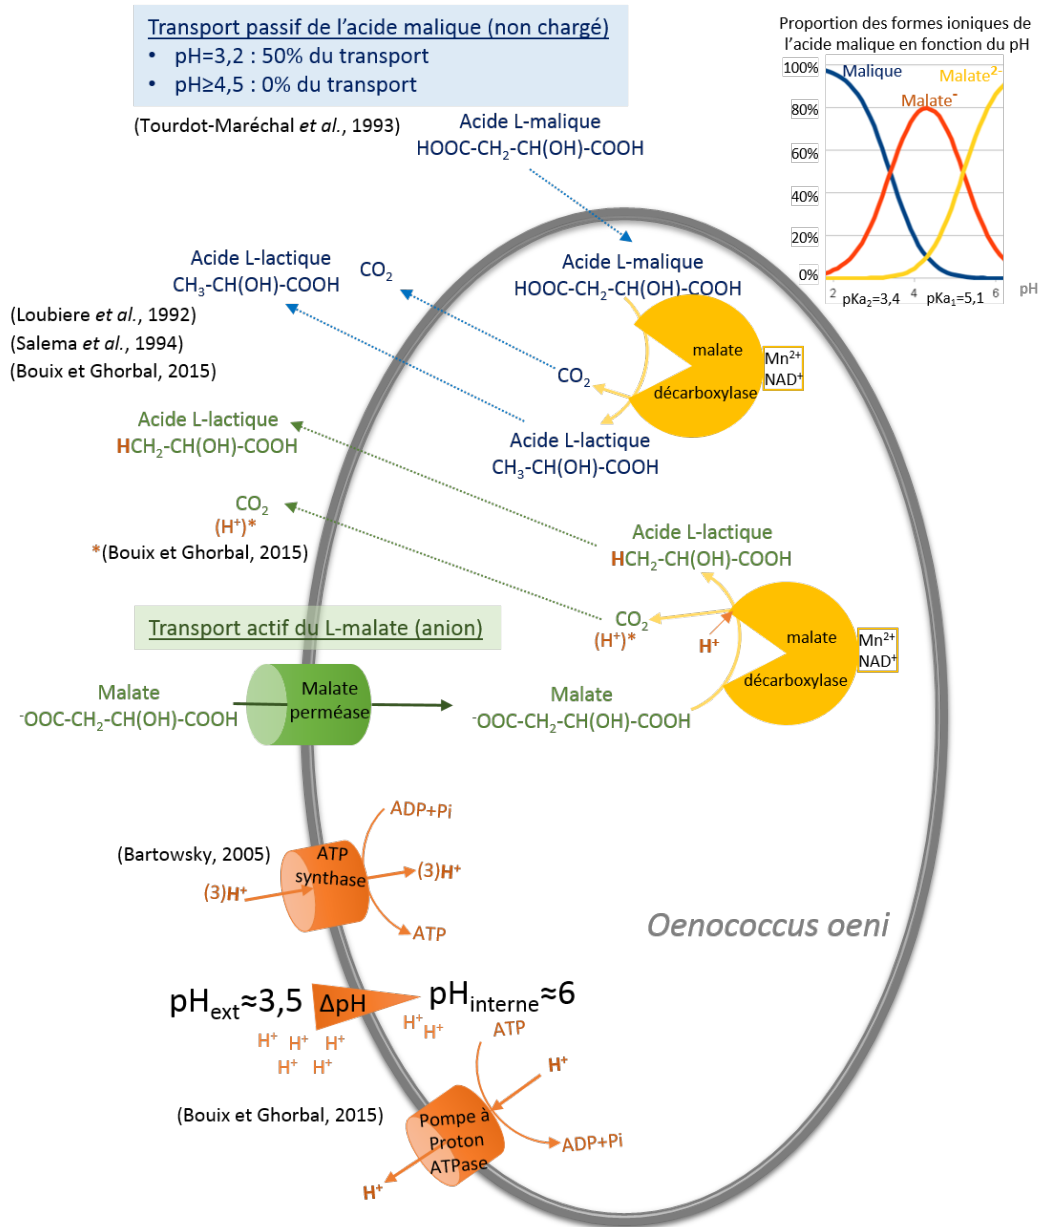 Transport passif de l’acide malique (non chargé)
• pH=3,2 : 50% du transport
• pH≥4,5 : 0% du transport
(Tourdot-Maréchal et al., 1993)
Proportion des formes ioniques de
l’acide malique en fonction du pH
100%
80%
60%
40%
20%
0%
Malique
Malate²⁻
Malate⁻
2
4
6
pH
pKa₂=3,4
pKa₁=5,1
Acide L-malique
HOOC-CH₂-CH(OH)-COOH
Acide L-lactique
CH₃-CH(OH)-COOH
CO₂
Acide L-malique
HOOC-CH₂-CH(OH)-COOH
(Loubiere et al., 1992)
(Salema et al., 1994)
(Bouix et Ghorbal, 2015)
malate
décarboxylase
Mn²⁺
NAD⁺
CO₂
Acide L-lactique
CH₃-CH(OH)-COOH
Acide L-lactique
HCH₂-CH(OH)-COOH
CO₂
(H⁺)*
*(Bouix et Ghorbal, 2015)
Acide L-lactique
HCH₂-CH(OH)-COOH
CO₂
(H⁺)*
H⁺
malate
décarboxylase
Mn²⁺
NAD⁺
Transport actif du L-malate (anion)
Malate
⁻OOC-CH₂-CH(OH)-COOH
Malate
perméase
Malate
⁻OOC-CH₂-CH(OH)-COOH
ADP+Pi
(Bartowsky, 2005)
ATP
synthase
(3)H⁺
(3)H⁺
ATP
Oenococcus oeni
pHext≈3,5
ΔpH
pHinterne≈6
H⁺ H⁺ H⁺
H⁺ H⁺
H⁺ H⁺
ATP
H⁺
(Bouix et Ghorbal, 2015)
Pompe à
Proton
ATPase
ADP+Pi
H⁺